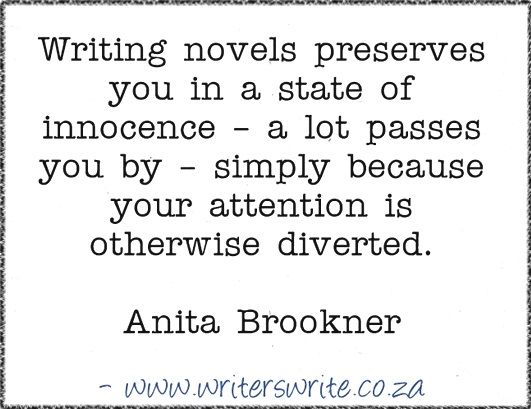 Writing novels preserves
you in a state of
innocence – a lot passes
you by – simply because
your attention is
otherwise diverted.
Anita Brookner
- www.writerswrite.co.za